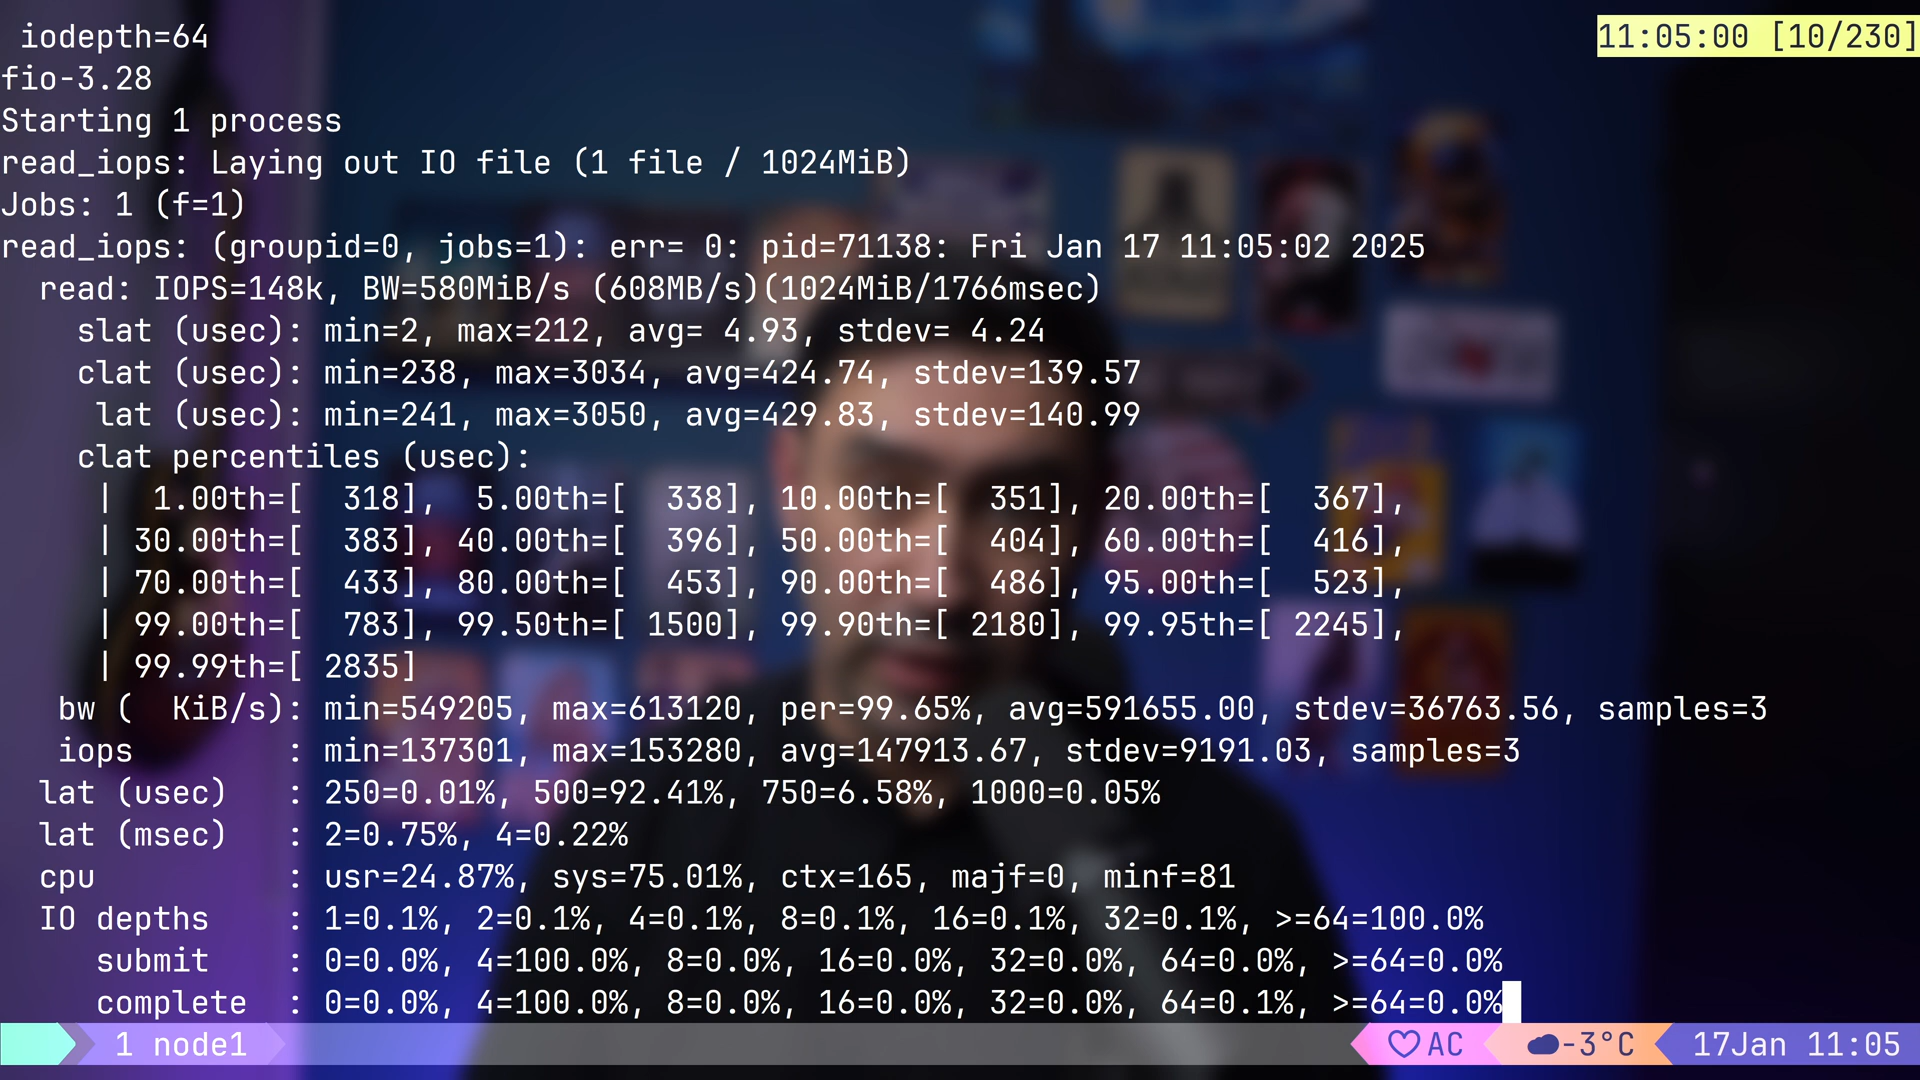 iodepth=64
11:05:00 [10/230]
fio-3.28
Starting 1 process
read_iops: Laying out IO file (1 file / 1024MiB)
Jobs: 1 (f=1)
read_iops: (groupid=0, jobs=1): err= 0: pid=71138: Fri Jan 17 11:05:02 2025
  read: IOPS=148k, BW=580MiB/s (608MB/s)(1024MiB/1766msec)
    slat (usec): min=2, max=212, avg= 4.93, stdev= 4.24
    clat (usec): min=238, max=3034, avg=424.74, stdev=139.57
     lat (usec): min=241, max=3050, avg=429.83, stdev=140.99
    clat percentiles (usec):
     |  1.00th=[  318],  5.00th=[  338], 10.00th=[  351], 20.00th=[  367],
     | 30.00th=[  383], 40.00th=[  396], 50.00th=[  404], 60.00th=[  416],
     | 70.00th=[  433], 80.00th=[  453], 90.00th=[  486], 95.00th=[  523],
     | 99.00th=[  783], 99.50th=[ 1500], 99.90th=[ 2180], 99.95th=[ 2245],
     | 99.99th=[ 2835]
   bw (  KiB/s): min=549205, max=613120, per=99.65%, avg=591655.00, stdev=36763.56, samples=3
   iops        : min=137301, max=153280, avg=147913.67, stdev=9191.03, samples=3
  lat (usec)   : 250=0.01%, 500=92.41%, 750=6.58%, 1000=0.05%
  lat (msec)   : 2=0.75%, 4=0.22%
  cpu          : usr=24.87%, sys=75.01%, ctx=165, majf=0, minf=81
  IO depths    : 1=0.1%, 2=0.1%, 4=0.1%, 8=0.1%, 16=0.1%, 32=0.1%, >=64=100.0%
     submit    : 0=0.0%, 4=100.0%, 8=0.0%, 16=0.0%, 32=0.0%, 64=0.0%, >=64=0.0%
     complete  : 0=0.0%, 4=100.0%, 8=0.0%, 16=0.0%, 32=0.0%, 64=0.1%, >=64=0.0%
1 node1 AC -3°C 17Jan 11:05